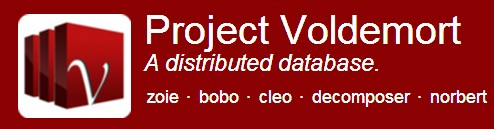 Project Voldemort
A distributed database.
zoie · bobo · cleo · decomposer · norbert
v